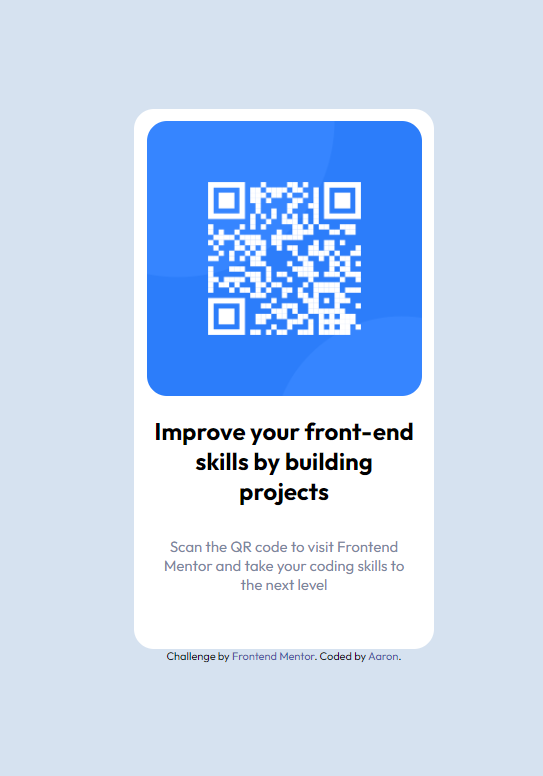 Improve your front-end
skills by building
projects
Scan the QR code to visit Frontend
Mentor and take your coding skills to
the next level
Challenge by Frontend Mentor. Coded by Aaron.